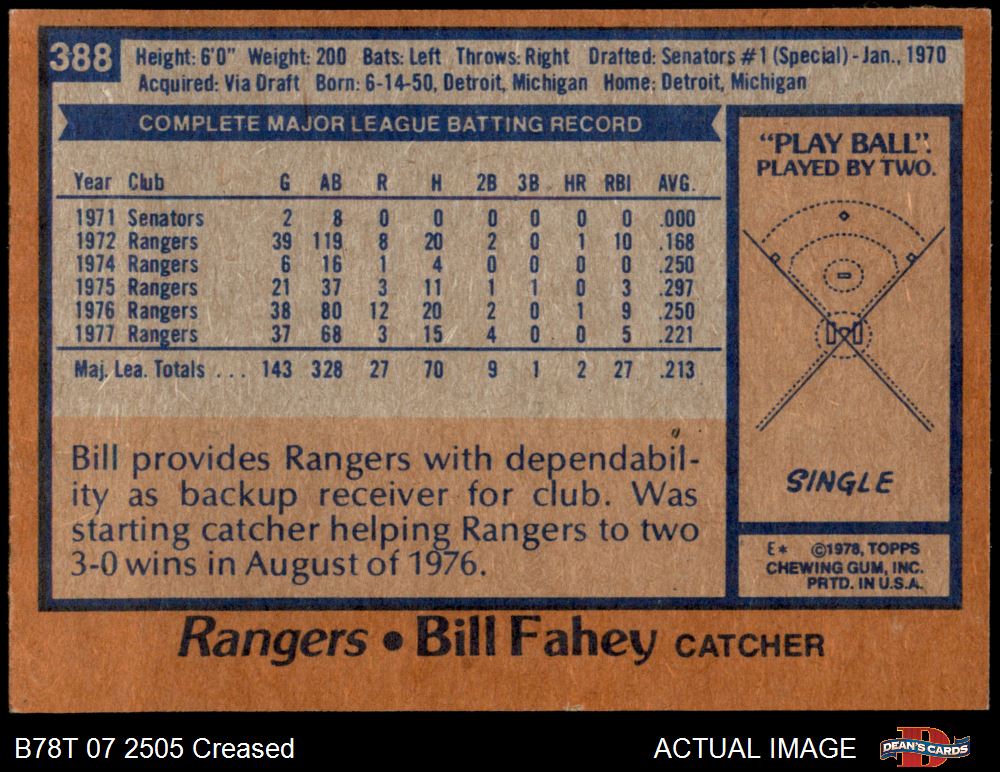 388
Height: 6'0" Weight: 200 Bats: Left Throws: Right Drafted: Senators #1 (Special) - Jan., 1970
Acquired: Via Draft Born: 6-14-50, Detroit, Michigan Home: Detroit, Michigan
COMPLETE MAJOR LEAGUE BATTING RECORD
Year Club G AB R H 2B 3B HR RBI AVG.
1971 Senators 2 8 0 0 0 0 0 0 .000
1972 Rangers 39 119 8 20 2 0 1 10 .168
1974 Rangers 6 16 1 4 0 0 0 0 .250
1975 Rangers 21 37 3 11 1 1 0 3 .297
1976 Rangers 38 80 12 20 2 0 1 9 .250
1977 Rangers 37 68 3 15 4 0 0 5 .221
Maj. Lea. Totals . . . 143 328 27 70 9 1 2 27 .213
Bill provides Rangers with dependabil-
ity as backup receiver for club. Was
starting catcher helping Rangers to two
3-0 wins in August of 1976.
"PLAY BALL".
PLAYED BY TWO.
SINGLE
E* ©1978, TOPPS
CHEWING GUM, INC.
PRTD. IN U.S.A.
Rangers • Bill Fahey CATCHER
B78T 07 2505 Creased
ACTUAL IMAGE
DEAN'S CARDS